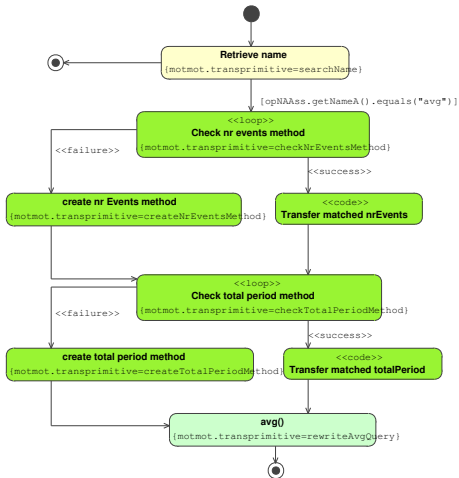 Retrieve name
{motmot.transprimitive=searchName}
[opNAAss.getNameA().equals("avg")]
<<loop>>
Check nr events method
{motmot.transprimitive=checkNrEventsMethod}
<<failure>>
<<success>>
create nr Events method
{motmot.transprimitive=createNrEventsMethod}
<<code>>
Transfer matched nrEvents
<<loop>>
Check total period method
{motmot.transprimitive=checkTotalPeriodMethod}
<<failure>>
<<success>>
create total period method
{motmot.transprimitive=createTotalPeriodMethod}
<<code>>
Transfer matched totalPeriod
avg()
{motmot.transprimitive=rewriteAvgQuery}